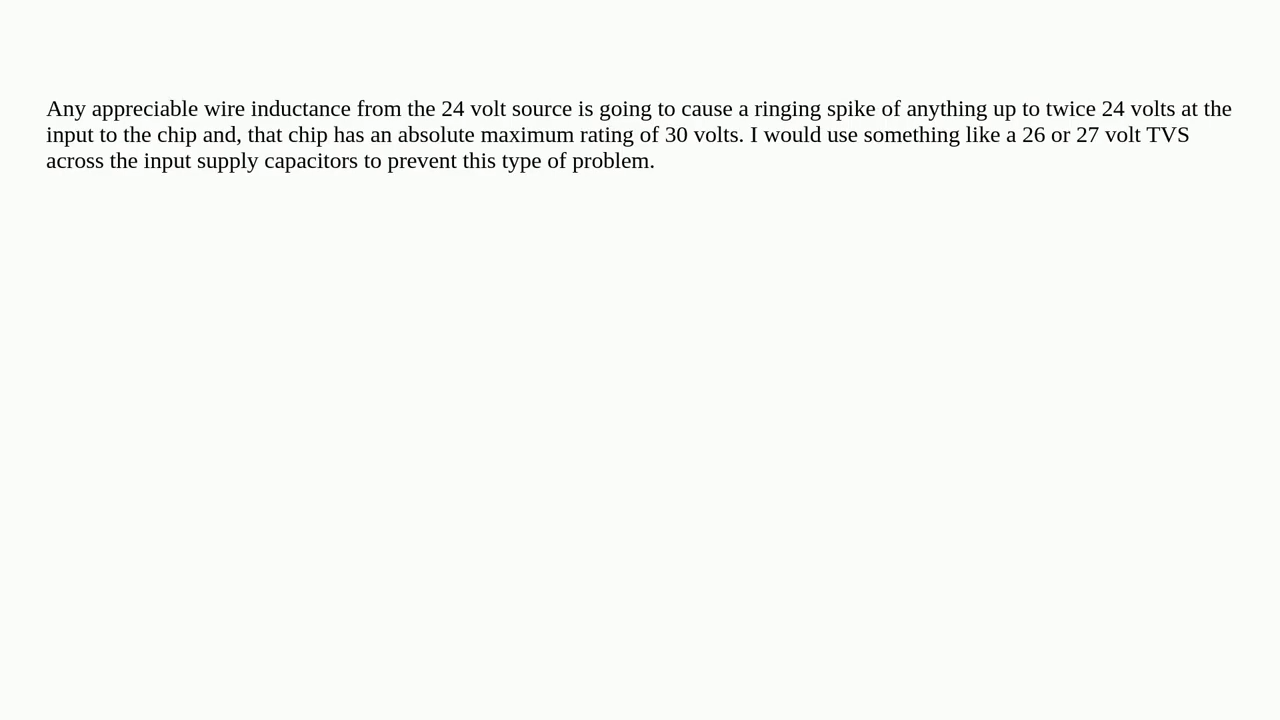 Any appreciable wire inductance from the 24 volt source is going to cause a ringing spike of anything up to twice 24 volts at the
input to the chip and, that chip has an absolute maximum rating of 30 volts. I would use something like a 26 or 27 volt TVS
across the input supply capacitors to prevent this type of problem.